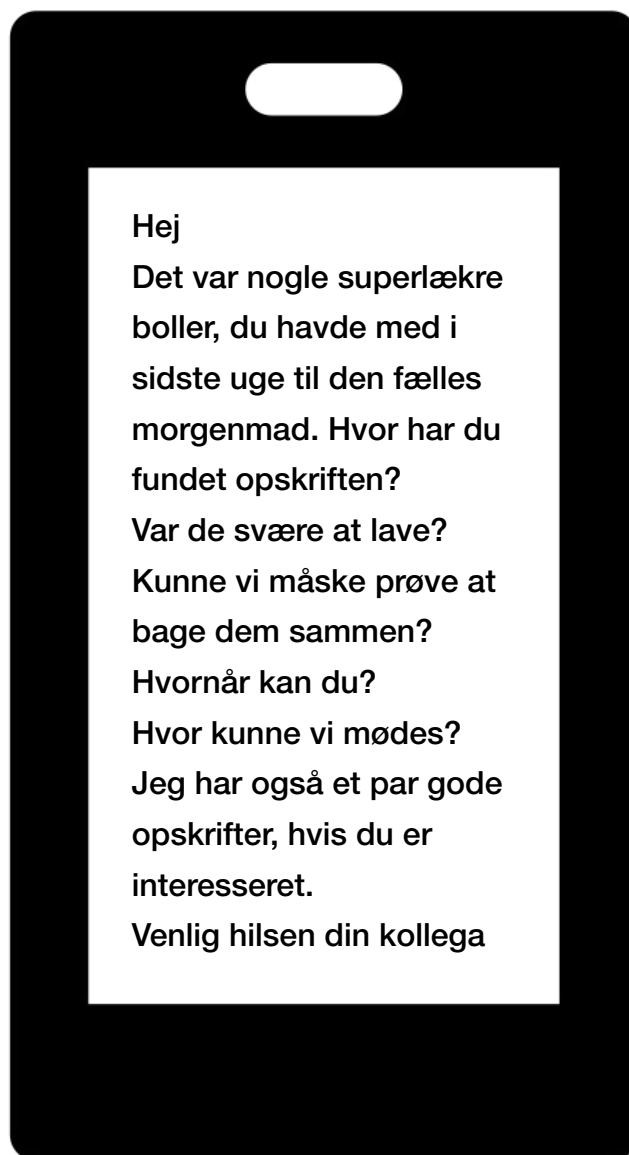 Hej
Det var nogle superlækre
boller, du havde med i
sidste uge til den fælles
morgenmad. Hvor har du
fundet opskriften?
Var de svære at lave?
Kunne vi måske prøve at
bage dem sammen?
Hvornår kan du?
Hvor kunne vi mødes?
Jeg har også et par gode
opskrifter, hvis du er
interesseret.
Venlig hilsen din kollega